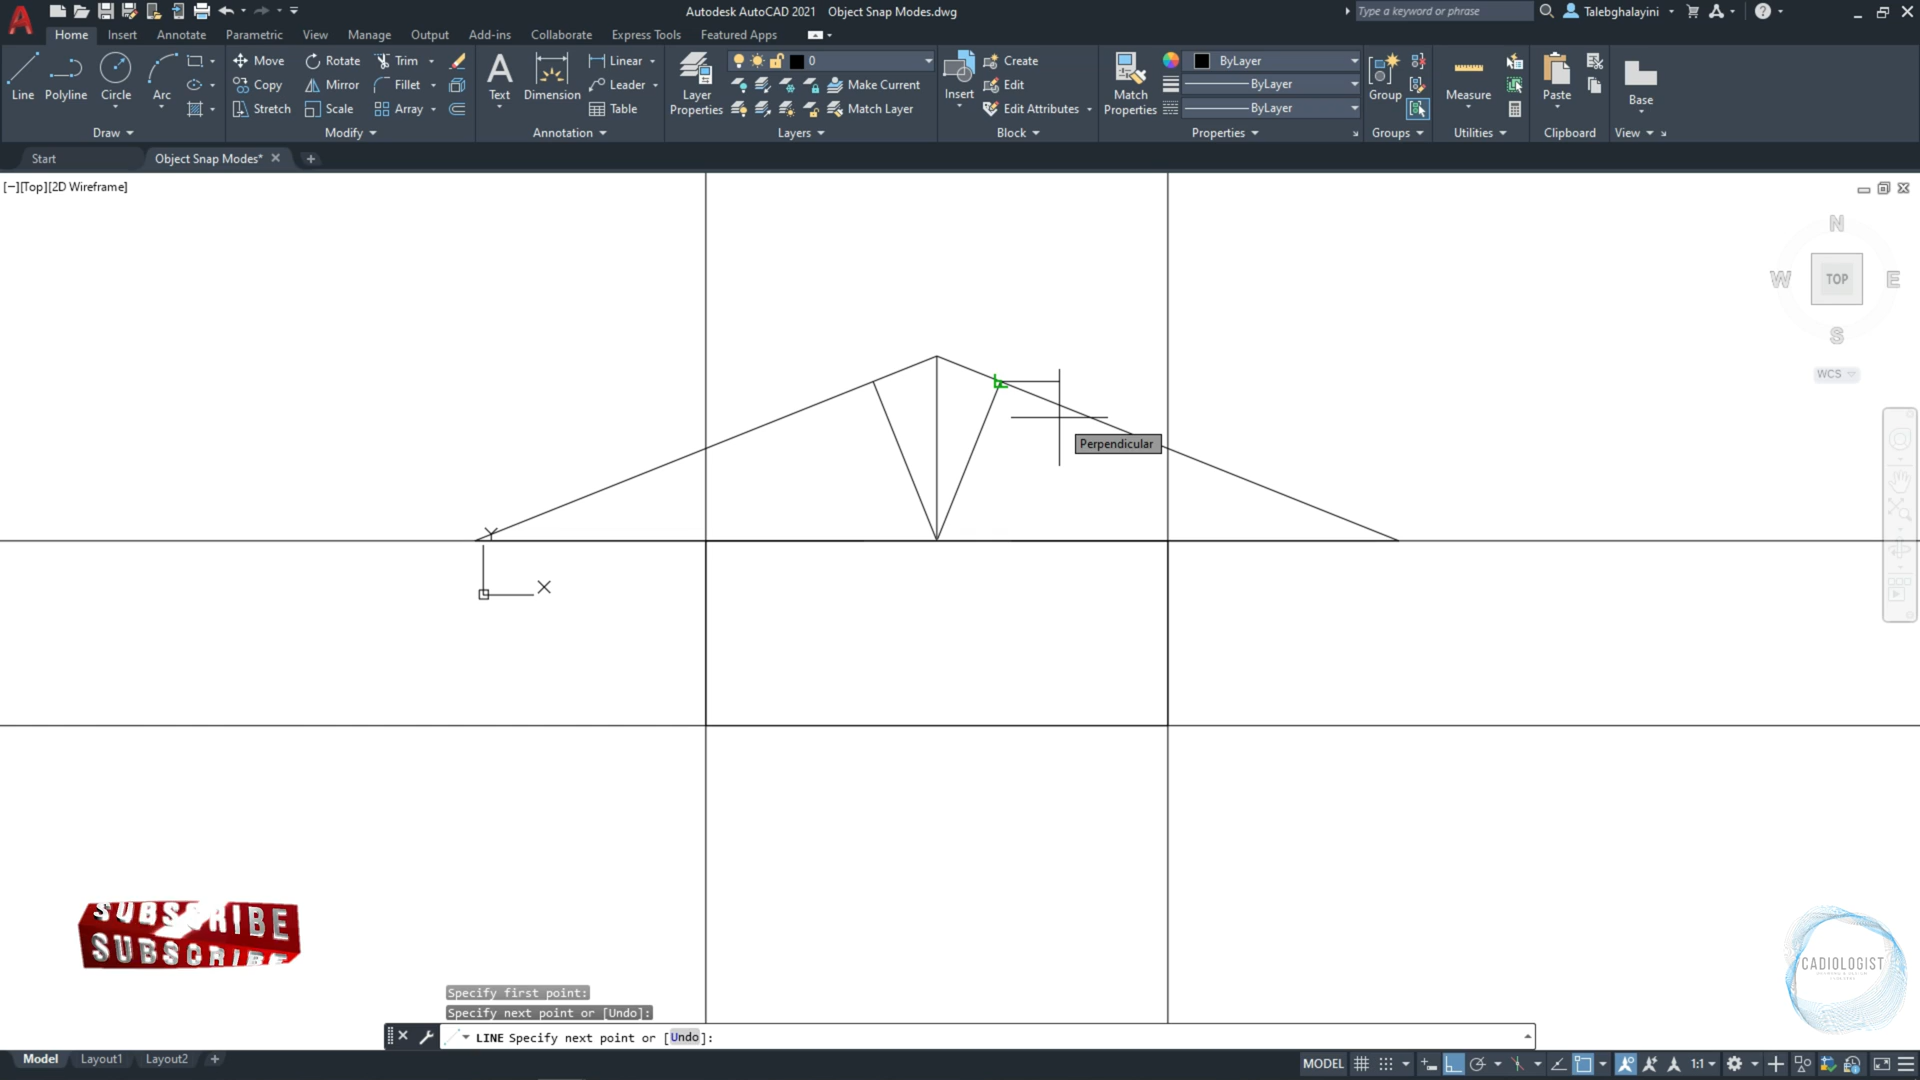 Autodesk AutoCAD 2021 Object Snap Modes.dwg
Type a keyword or phrase
Talebghalayini
Home Insert Annotate Parametric View Manage Output Add-ins Collaborate Express Tools Featured Apps
Line Polyline Circle Arc
Move Rotate Trim
Copy Mirror Fillet
Stretch Scale Array
Text Dimension
Linear
Leader
Table
Layer Properties
0
Make Current
Match Layer
Insert
Create
Edit
Edit Attributes
Match Properties
ByLayer
ByLayer
ByLayer
Group
Measure
Paste
Base
Draw Modify Annotation Layers Block Properties Groups Utilities Clipboard View
Start Object Snap Modes*
[−][Top][2D Wireframe]
N
W TOP E
S
WCS
Perpendicular
Y
X
SUBSCRIBE
SUBSCRIBE
CADIOLOGIST
Specify first point:
Specify next point or [Undo]:
LINE Specify next point or [Undo]:
Model Layout1 Layout2
MODEL 1:1